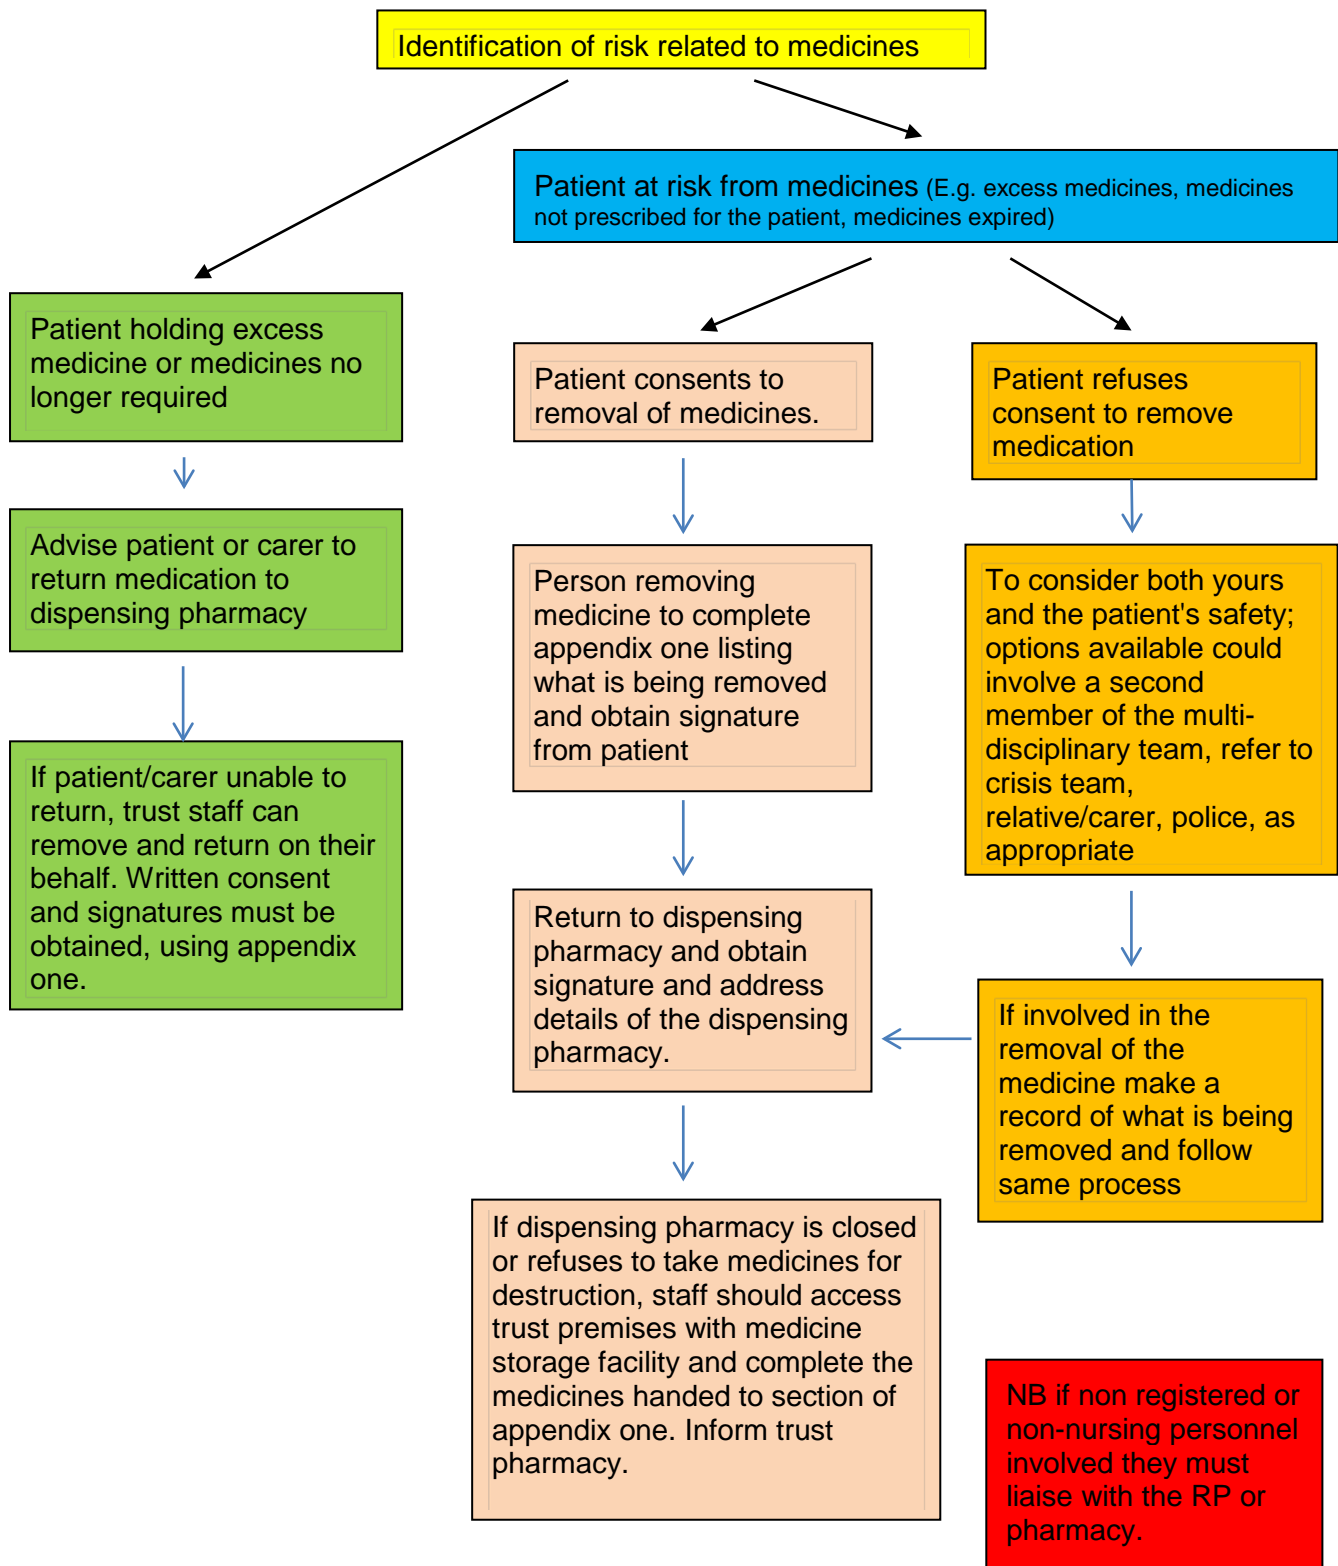 Identification of risk related to medicines
Patient at risk from medicines (E.g. excess medicines, medicines
not prescribed for the patient, medicines expired)
Patient holding excess
medicine or medicines no
longer required
Patient consents to
removal of medicines.
Patient refuses
consent to remove
medication
Advise patient or carer to
return medication to
dispensing pharmacy
Person removing
medicine to complete
appendix one listing
what is being removed
and obtain signature
from patient
To consider both yours
and the patient's safety;
options available could
involve a second
member of the multi-
disciplinary team, refer to
crisis team,
relative/carer, police, as
appropriate
If patient/carer unable to
return, trust staff can
remove and return on their
behalf. Written consent
and signatures must be
obtained, using appendix
one.
Return to dispensing
pharmacy and obtain
signature and address
details of the dispensing
pharmacy.
If involved in the
removal of the
medicine make a
record of what is being
removed and follow
same process
If dispensing pharmacy is closed
or refuses to take medicines for
destruction, staff should access
trust premises with medicine
storage facility and complete the
medicines handed to section of
appendix one. Inform trust
pharmacy.
NB if non registered or
non-nursing personnel
involved they must
liaise with the RP or
pharmacy.